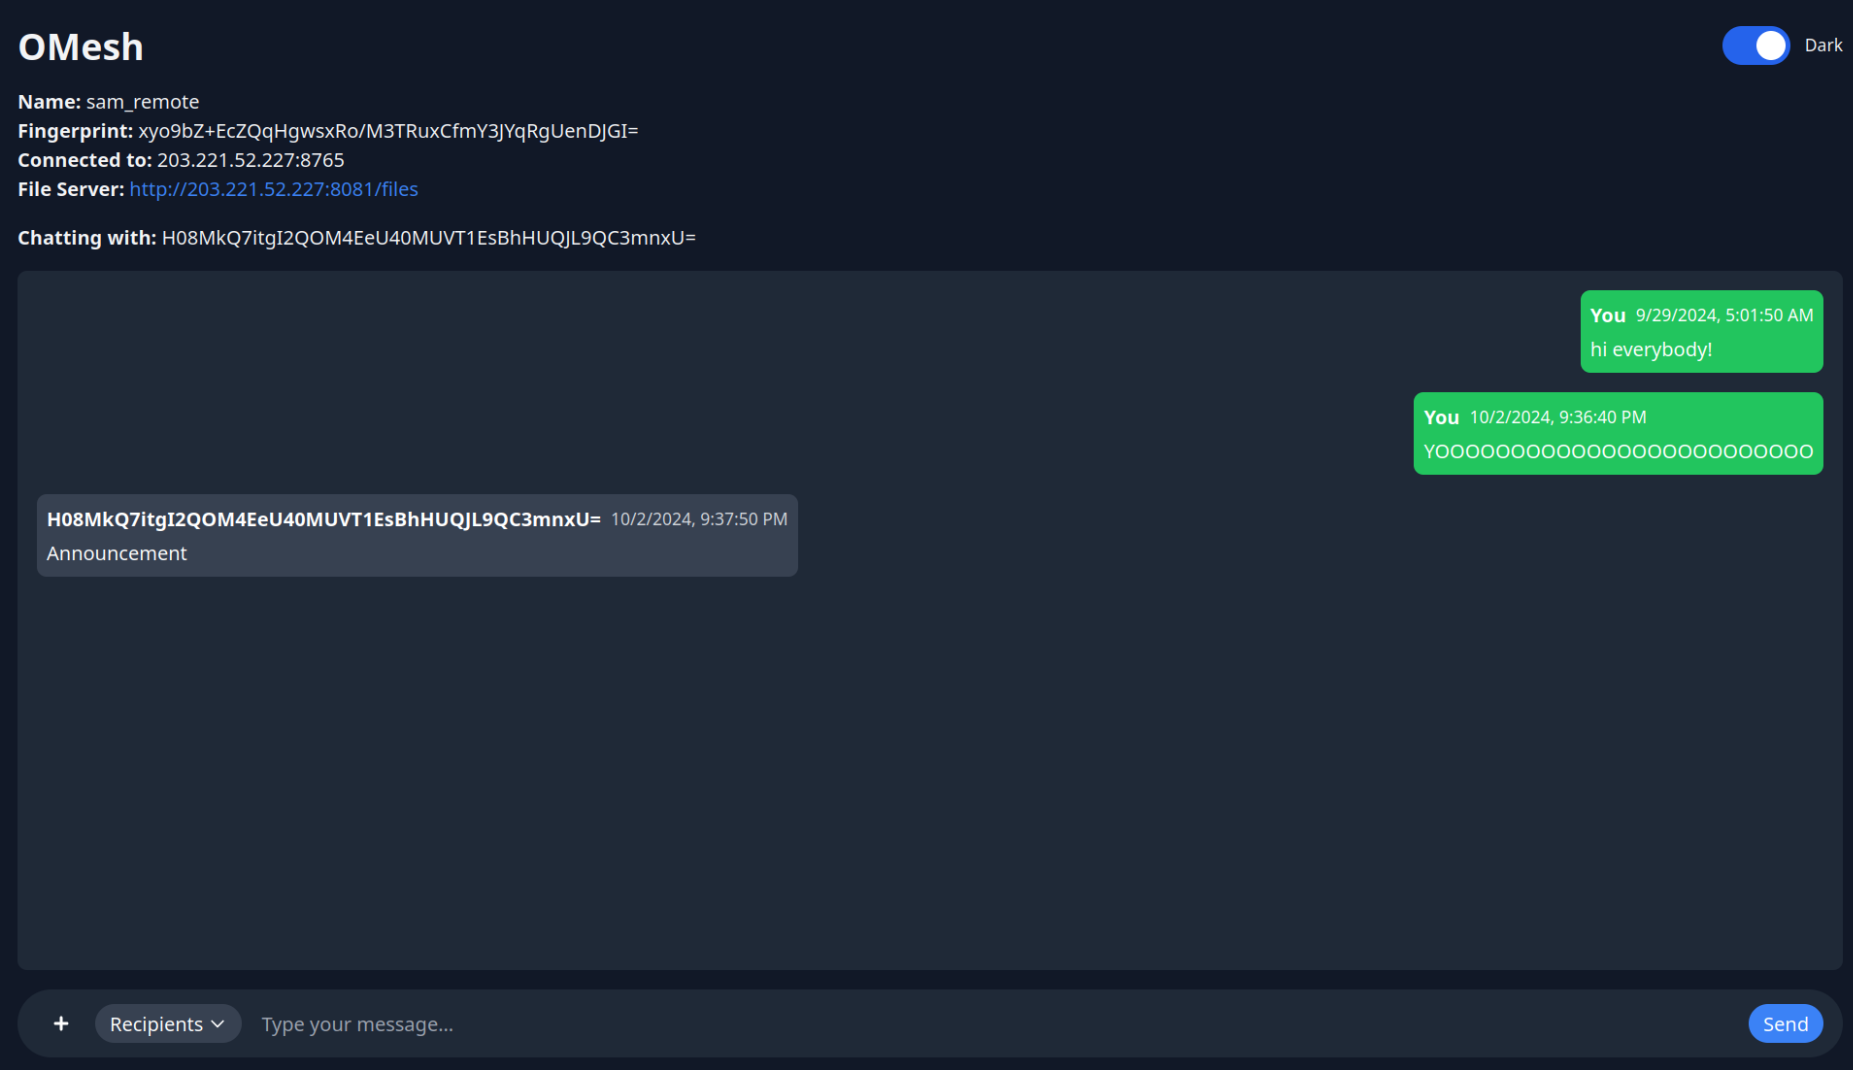 OMesh
Dark
Name: sam_remote
Fingerprint: xyo9bZ+EcZQqHgwsxRo/M3TRuxCfmY3JYqRgUenDJGI=
Connected to: 203.221.52.227:8765
File Server: http://203.221.52.227:8081/files
Chatting with: H08MkQ7itgI2QOM4EeU40MUVT1EsBhHUQJL9QC3mnxU=
You 9/29/2024, 5:01:50 AM
hi everybody!
You 10/2/2024, 9:36:40 PM
YOOOOOOOOOOOOOOOOOOOOOOOOO
H08MkQ7itgI2QOM4EeU40MUVT1EsBhHUQJL9QC3mnxU= 10/2/2024, 9:37:50 PM
Announcement
+ Recipients Type your message... Send